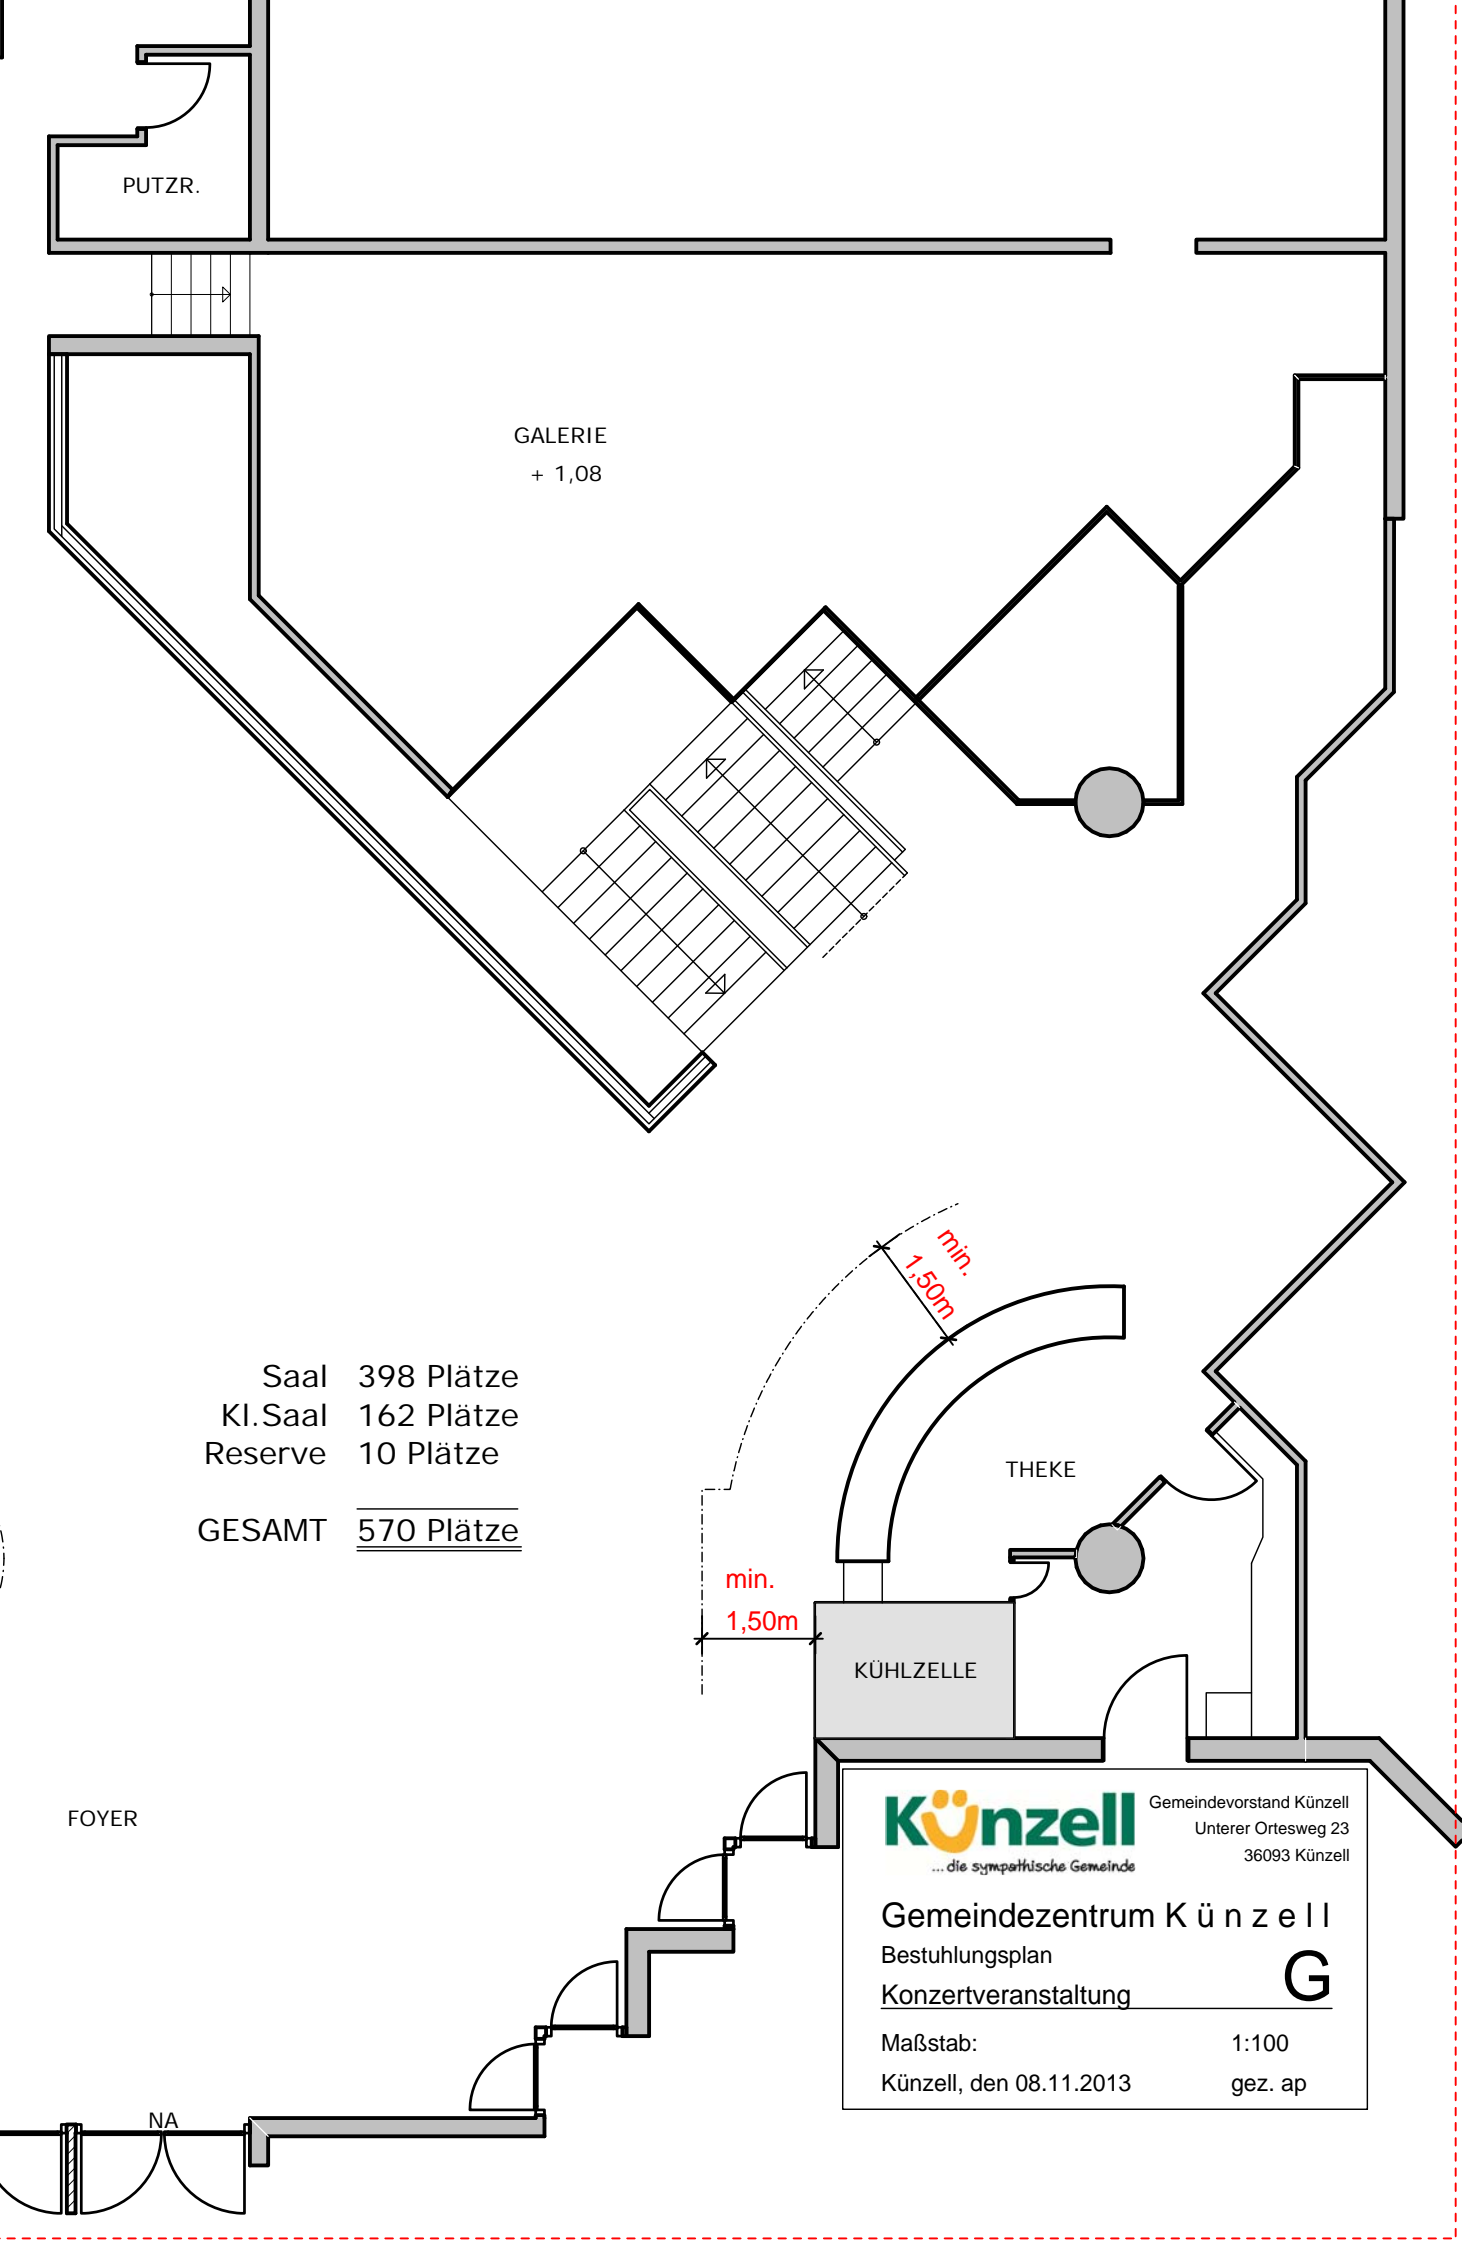 PUTZR.
GALERIE
+ 1,08
min.
1,50m
Saal 398 Plätze
Kl.Saal 162 Plätze
Reserve 10 Plätze
GESAMT 570 Plätze
THEKE
min.
1,50m
KÜHLZELLE
FOYER
NA
Künzell
... die sympathische Gemeinde
Gemeindevorstand Künzell
Unterer Ortesweg 23
36093 Künzell
Gemeindezentrum K ü n z e l l
Bestuhlungsplan
Konzertveranstaltung
G
Maßstab: 1:100
Künzell, den 08.11.2013 gez. ap